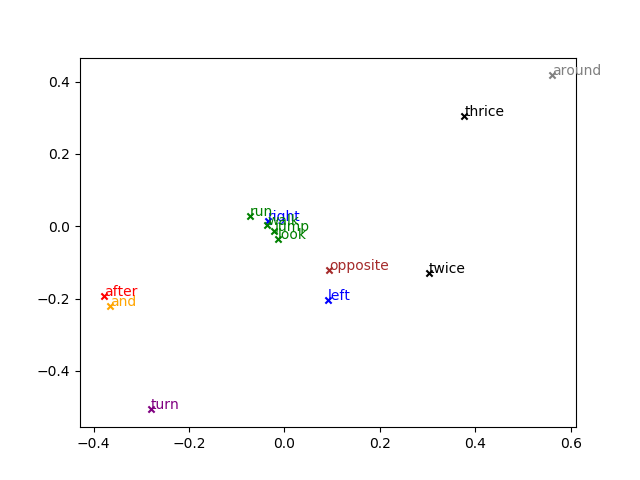 around
0.4
thrice
0.2
run
right
walk
0.0
jump
look
opposite
twice
after
left
−0.2
and
−0.4
turn
−0.4 −0.2 0.0 0.2 0.4 0.6